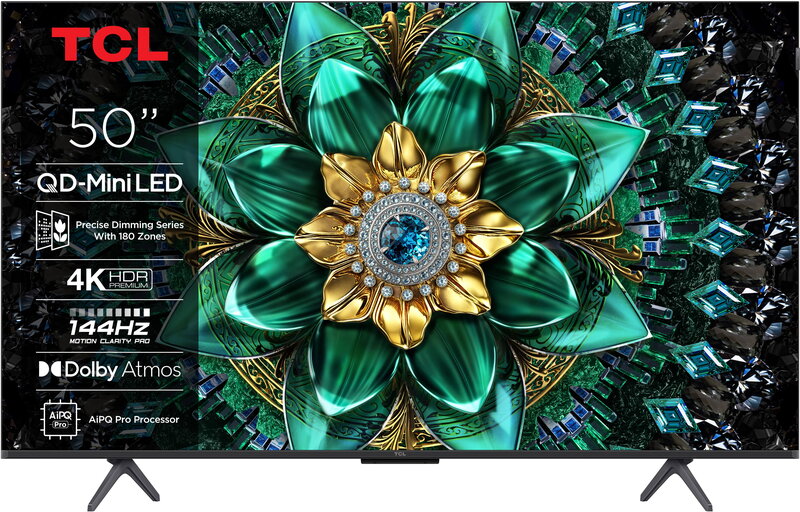 TCL
50”
QD-Mini LED
Precise Dimming Series
With 180 Zones
4K HDR
PREMIUM
144Hz
MOTION CLARITY PRO
Dolby Atmos
AiPQ
Pro
AiPQ Pro Processor
TCL